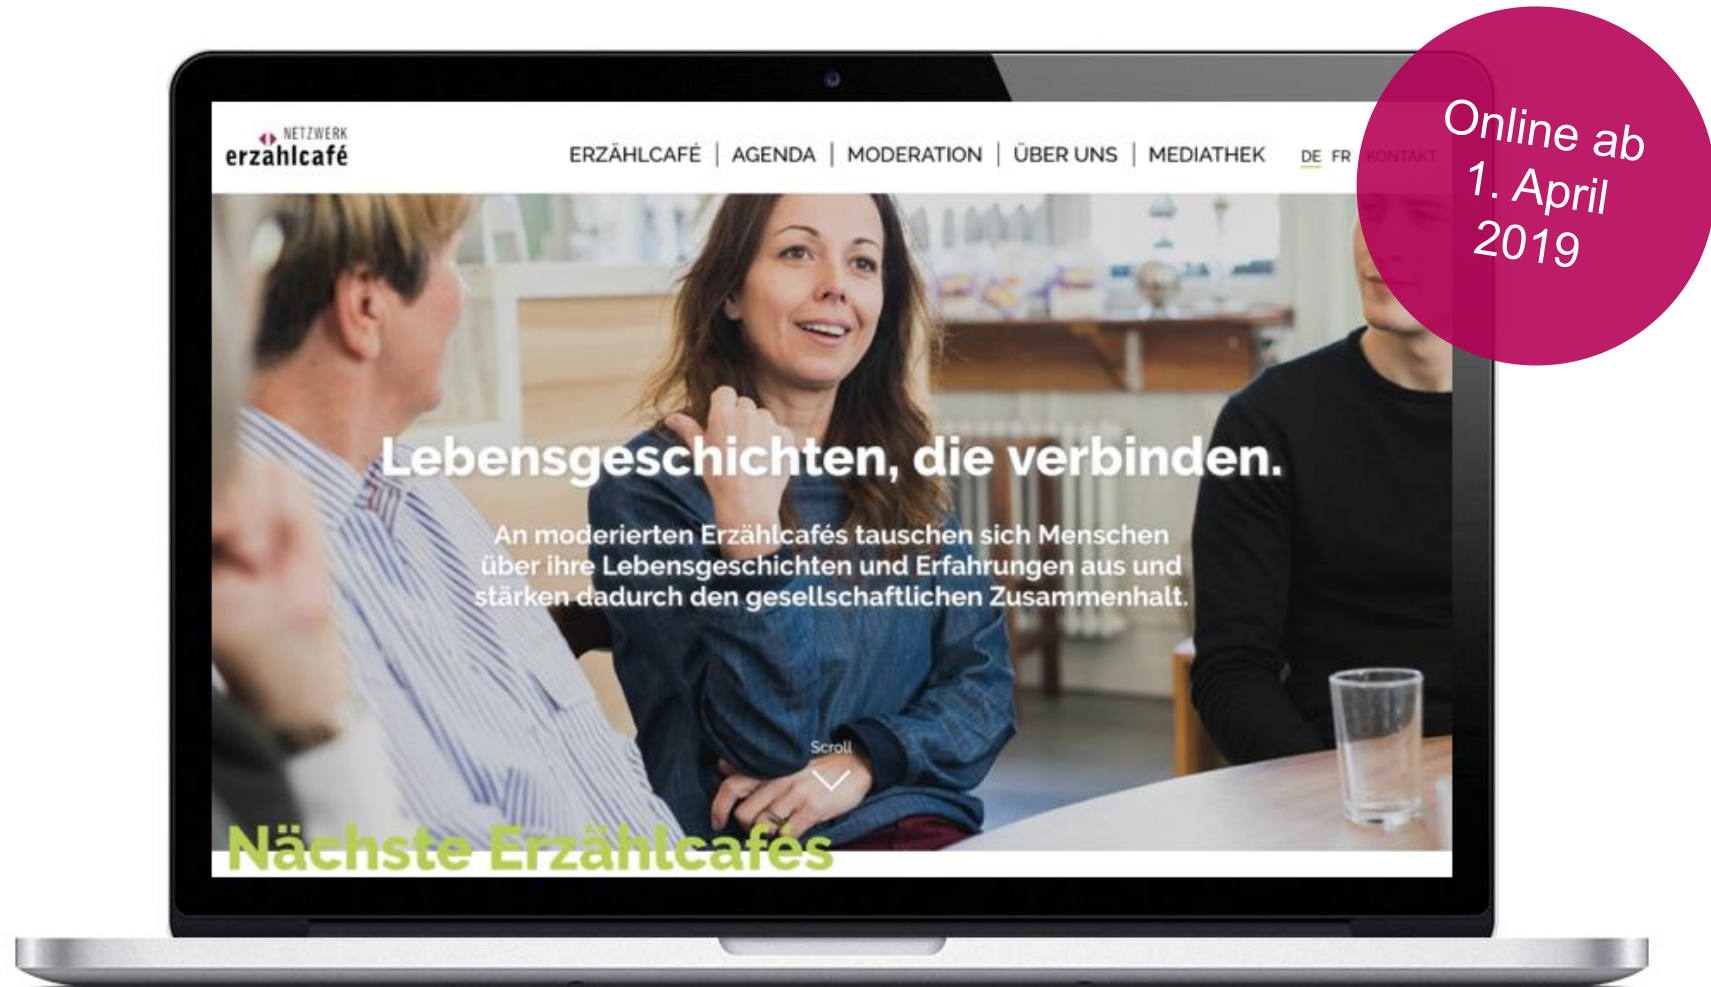 NETZWERK
erzählcafé
ERZÄHLCAFÉ | AGENDA | MODERATION | ÜBER UNS | MEDIATHEK DE FR KONTAKT
Online ab
1. April
2019
Lebensgeschichten, die verbinden.
An moderierten Erzählcafés tauschen sich Menschen
über ihre Lebensgeschichten und Erfahrungen aus und
stärken dadurch den gesellschaftlichen Zusammenhalt.
Scroll
Nächste Erzählcafés